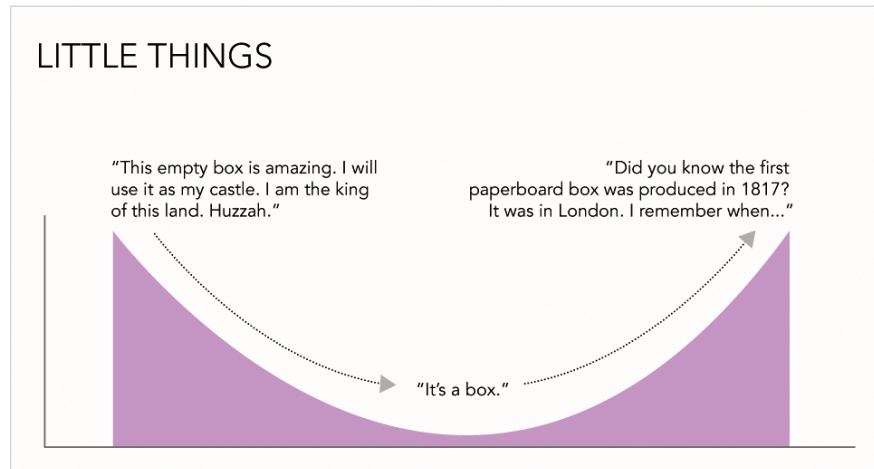 LITTLE THINGS
"This empty box is amazing. I will
use it as my castle. I am the king
of this land. Huzzah."
"Did you know the first
paperboard box was produced in 1817?
It was in London. I remember when..."
"It's a box."